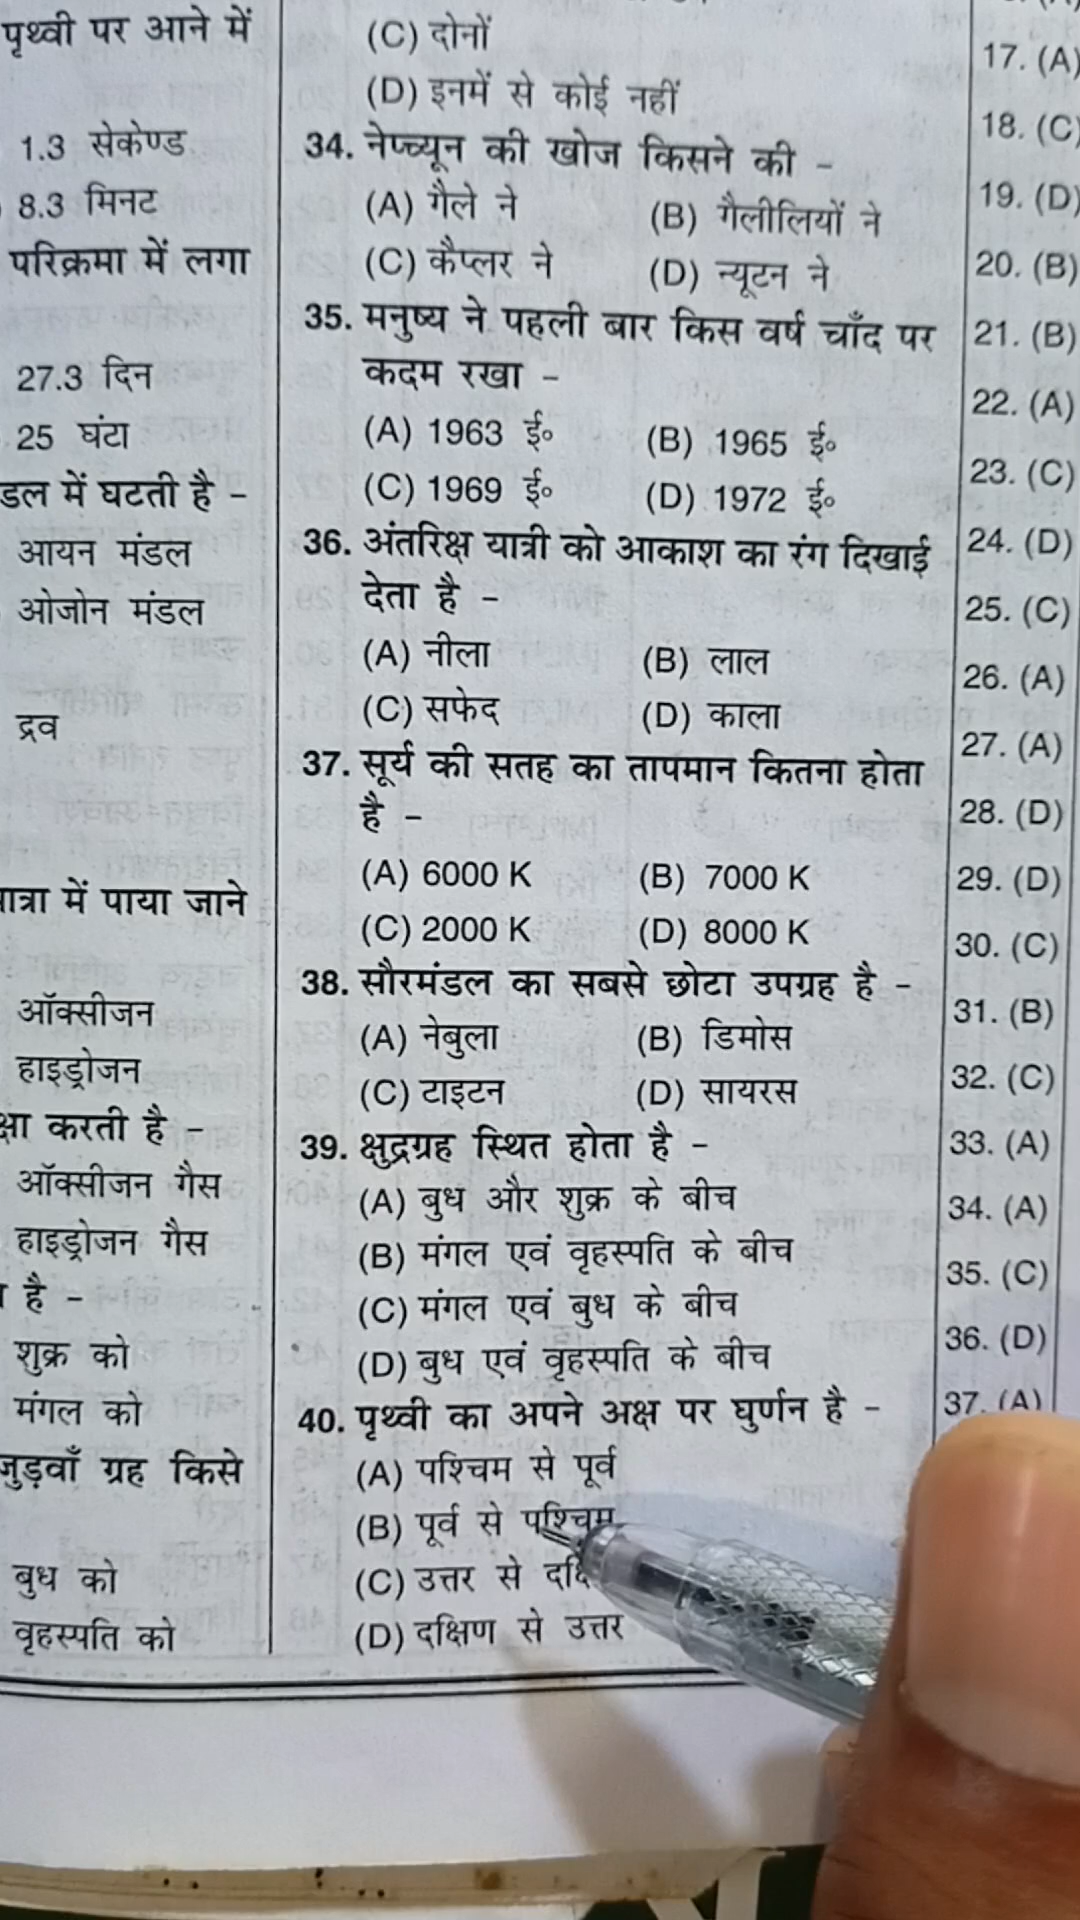 पृथ्वी पर आने में
1.3 सेकेण्ड
8.3 मिनट
परिक्रमा में लगा
27.3 दिन
25 घंटा
डल में घटती है –
आयन मंडल
ओजोन मंडल
द्रव
ात्रा में पाया जाने
ऑक्सीजन
हाइड्रोजन
क्षा करती है –
ऑक्सीजन गैस
हाइड्रोजन गैस
है –
शुक्र को
मंगल को
जुड़वाँ ग्रह किसे
बुध को
वृहस्पति को
(C) दोनों
(D) इनमें से कोई नहीं
34. नेप्च्यून की खोज किसने की –
(A) गैले ने (B) गैलीलियों ने
(C) कैप्लर ने (D) न्यूटन ने
35. मनुष्य ने पहली बार किस वर्ष चाँद पर
कदम रखा –
(A) 1963 ई० (B) 1965 ई०
(C) 1969 ई० (D) 1972 ई०
36. अंतरिक्ष यात्री को आकाश का रंग दिखाई
देता है –
(A) नीला (B) लाल
(C) सफेद (D) काला
37. सूर्य की सतह का तापमान कितना होता
है –
(A) 6000 K (B) 7000 K
(C) 2000 K (D) 8000 K
38. सौरमंडल का सबसे छोटा उपग्रह है –
(A) नेबुला (B) डिमोस
(C) टाइटन (D) सायरस
39. क्षुद्रग्रह स्थित होता है –
(A) बुध और शुक्र के बीच
(B) मंगल एवं वृहस्पति के बीच
(C) मंगल एवं बुध के बीच
(D) बुध एवं वृहस्पति के बीच
40. पृथ्वी का अपने अक्ष पर घुर्णन है –
(A) पश्चिम से पूर्व
(B) पूर्व से पश्चिम
(C) उत्तर से
(D) दक्षिण से उत्तर
17. (A)
18. (C)
19. (D)
20. (B)
21. (B)
22. (A)
23. (C)
24. (D)
25. (C)
26. (A)
27. (A)
28. (D)
29. (D)
30. (C)
31. (B)
32. (C)
33. (A)
34. (A)
35. (C)
36. (D)
37. (A)